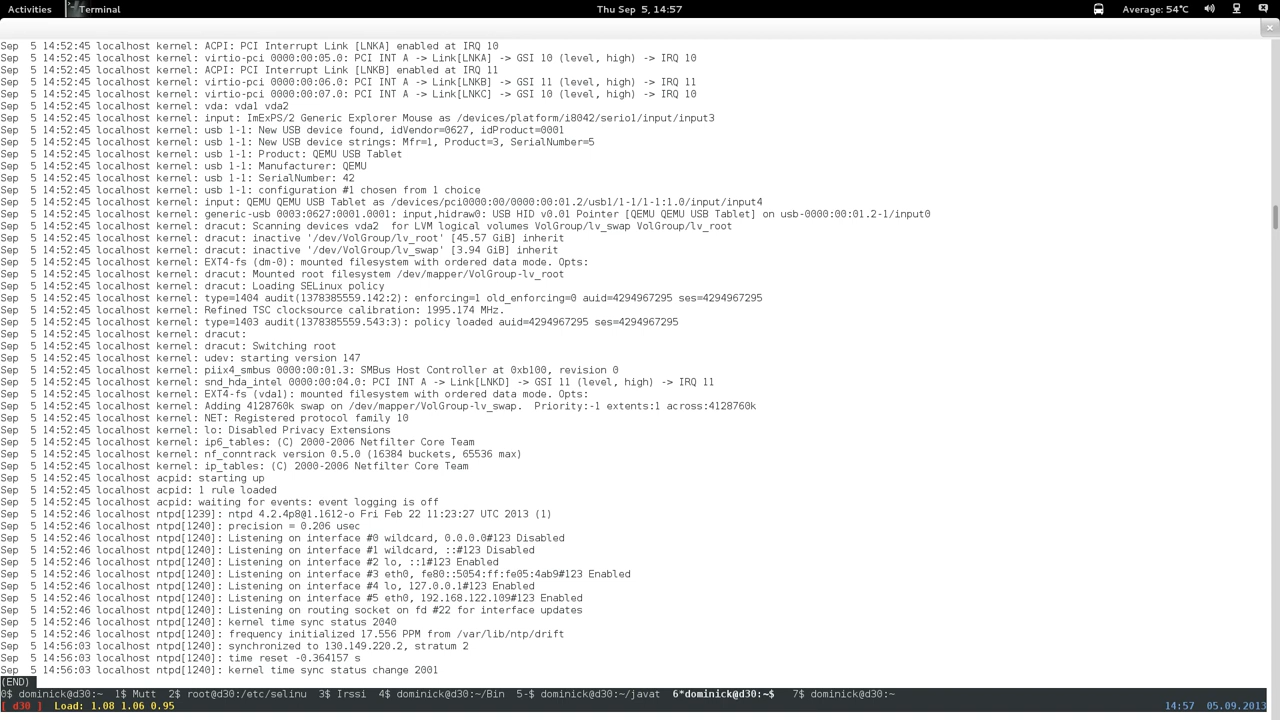 Activities Terminal Thu Sep 5, 14:57 Average: 54°C
Sep  5 14:52:45 localhost kernel: ACPI: PCI Interrupt Link [LNKA] enabled at IRQ 10
Sep  5 14:52:45 localhost kernel: virtio-pci 0000:00:05.0: PCI INT A -> Link[LNKA] -> GSI 10 (level, high) -> IRQ 10
Sep  5 14:52:45 localhost kernel: ACPI: PCI Interrupt Link [LNKB] enabled at IRQ 11
Sep  5 14:52:45 localhost kernel: virtio-pci 0000:00:06.0: PCI INT A -> Link[LNKB] -> GSI 11 (level, high) -> IRQ 11
Sep  5 14:52:45 localhost kernel: virtio-pci 0000:00:07.0: PCI INT A -> Link[LNKC] -> GSI 10 (level, high) -> IRQ 10
Sep  5 14:52:45 localhost kernel: vda: vda1 vda2
Sep  5 14:52:45 localhost kernel: input: ImExPS/2 Generic Explorer Mouse as /devices/platform/i8042/serio1/input/input3
Sep  5 14:52:45 localhost kernel: usb 1-1: New USB device found, idVendor=0627, idProduct=0001
Sep  5 14:52:45 localhost kernel: usb 1-1: New USB device strings: Mfr=1, Product=3, SerialNumber=5
Sep  5 14:52:45 localhost kernel: usb 1-1: Product: QEMU USB Tablet
Sep  5 14:52:45 localhost kernel: usb 1-1: Manufacturer: QEMU
Sep  5 14:52:45 localhost kernel: usb 1-1: SerialNumber: 42
Sep  5 14:52:45 localhost kernel: usb 1-1: configuration #1 chosen from 1 choice
Sep  5 14:52:45 localhost kernel: input: QEMU QEMU USB Tablet as /devices/pci0000:00/0000:00:01.2/usb1/1-1/1-1:1.0/input/input4
Sep  5 14:52:45 localhost kernel: generic-usb 0003:0627:0001.0001: input,hidraw0: USB HID v0.01 Pointer [QEMU QEMU USB Tablet] on usb-0000:00:01.2-1/input0
Sep  5 14:52:45 localhost kernel: dracut: Scanning devices vda2  for LVM logical volumes VolGroup/lv_swap VolGroup/lv_root
Sep  5 14:52:45 localhost kernel: dracut: inactive '/dev/VolGroup/lv_root' [45.57 GiB] inherit
Sep  5 14:52:45 localhost kernel: dracut: inactive '/dev/VolGroup/lv_swap' [3.94 GiB] inherit
Sep  5 14:52:45 localhost kernel: EXT4-fs (dm-0): mounted filesystem with ordered data mode. Opts:
Sep  5 14:52:45 localhost kernel: dracut: Mounted root filesystem /dev/mapper/VolGroup-lv_root
Sep  5 14:52:45 localhost kernel: dracut: Loading SELinux policy
Sep  5 14:52:45 localhost kernel: type=1404 audit(1378385559.142:2): enforcing=1 old_enforcing=0 auid=4294967295 ses=4294967295
Sep  5 14:52:45 localhost kernel: Refined TSC clocksource calibration: 1995.174 MHz.
Sep  5 14:52:45 localhost kernel: type=1403 audit(1378385559.543:3): policy loaded auid=4294967295 ses=4294967295
Sep  5 14:52:45 localhost kernel: dracut:
Sep  5 14:52:45 localhost kernel: dracut: Switching root
Sep  5 14:52:45 localhost kernel: udev: starting version 147
Sep  5 14:52:45 localhost kernel: piix4_smbus 0000:00:01.3: SMBus Host Controller at 0xb100, revision 0
Sep  5 14:52:45 localhost kernel: snd_hda_intel 0000:00:04.0: PCI INT A -> Link[LNKD] -> GSI 11 (level, high) -> IRQ 11
Sep  5 14:52:45 localhost kernel: EXT4-fs (vda1): mounted filesystem with ordered data mode. Opts:
Sep  5 14:52:45 localhost kernel: Adding 4128760k swap on /dev/mapper/VolGroup-lv_swap.  Priority:-1 extents:1 across:4128760k
Sep  5 14:52:45 localhost kernel: NET: Registered protocol family 10
Sep  5 14:52:45 localhost kernel: lo: Disabled Privacy Extensions
Sep  5 14:52:45 localhost kernel: ip6_tables: (C) 2000-2006 Netfilter Core Team
Sep  5 14:52:45 localhost kernel: nf_conntrack version 0.5.0 (16384 buckets, 65536 max)
Sep  5 14:52:45 localhost kernel: ip_tables: (C) 2000-2006 Netfilter Core Team
Sep  5 14:52:45 localhost acpid: starting up
Sep  5 14:52:45 localhost acpid: 1 rule loaded
Sep  5 14:52:45 localhost acpid: waiting for events: event logging is off
Sep  5 14:52:46 localhost ntpd[1239]: ntpd 4.2.4p8@1.1612-o Fri Feb 22 11:23:27 UTC 2013 (1)
Sep  5 14:52:46 localhost ntpd[1240]: precision = 0.206 usec
Sep  5 14:52:46 localhost ntpd[1240]: Listening on interface #0 wildcard, 0.0.0.0#123 Disabled
Sep  5 14:52:46 localhost ntpd[1240]: Listening on interface #1 wildcard, ::#123 Disabled
Sep  5 14:52:46 localhost ntpd[1240]: Listening on interface #2 lo, ::1#123 Enabled
Sep  5 14:52:46 localhost ntpd[1240]: Listening on interface #3 eth0, fe80::5054:ff:fe05:4ab9#123 Enabled
Sep  5 14:52:46 localhost ntpd[1240]: Listening on interface #4 lo, 127.0.0.1#123 Enabled
Sep  5 14:52:46 localhost ntpd[1240]: Listening on interface #5 eth0, 192.168.122.109#123 Enabled
Sep  5 14:52:46 localhost ntpd[1240]: Listening on routing socket on fd #22 for interface updates
Sep  5 14:52:46 localhost ntpd[1240]: kernel time sync status 2040
Sep  5 14:52:46 localhost ntpd[1240]: frequency initialized 17.556 PPM from /var/lib/ntp/drift
Sep  5 14:56:03 localhost ntpd[1240]: synchronized to 130.149.220.2, stratum 2
Sep  5 14:56:03 localhost ntpd[1240]: time reset -0.364157 s
Sep  5 14:56:03 localhost ntpd[1240]: kernel time sync status change 2001
(END)
0$ dominick@d30:~  1$ Mutt  2$ root@d30:/etc/selinu  3$ Irssi  4$ dominick@d30:~/Bin  5-$ dominick@d30:~/javat  6*dominick@d30:~$   7$ dominick@d30:~
[ d30 ]  Load: 1.08 1.06 0.95 14:57  05.09.2013